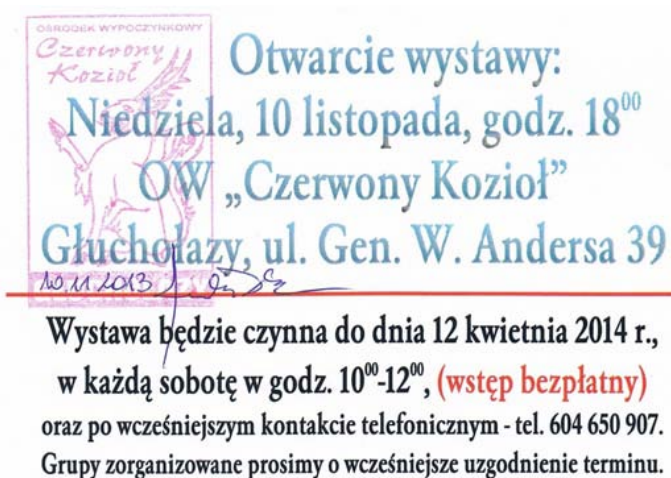 OŚRODEK WYPOCZYNKOWY
Czerwony
Kozioł
Otwarcie wystawy:
Niedziela, 10 listopada, godz. 18⁰⁰
OW „Czerwony Kozioł”
Głuchołazy, ul. Gen. W. Andersa 39
10.11.2013
Wystawa będzie czynna do dnia 12 kwietnia 2014 r.,
w każdą sobotę w godz. 10⁰⁰-12⁰⁰, (wstęp bezpłatny)
oraz po wcześniejszym kontakcie telefonicznym - tel. 604 650 907.
Grupy zorganizowane prosimy o wcześniejsze uzgodnienie terminu.